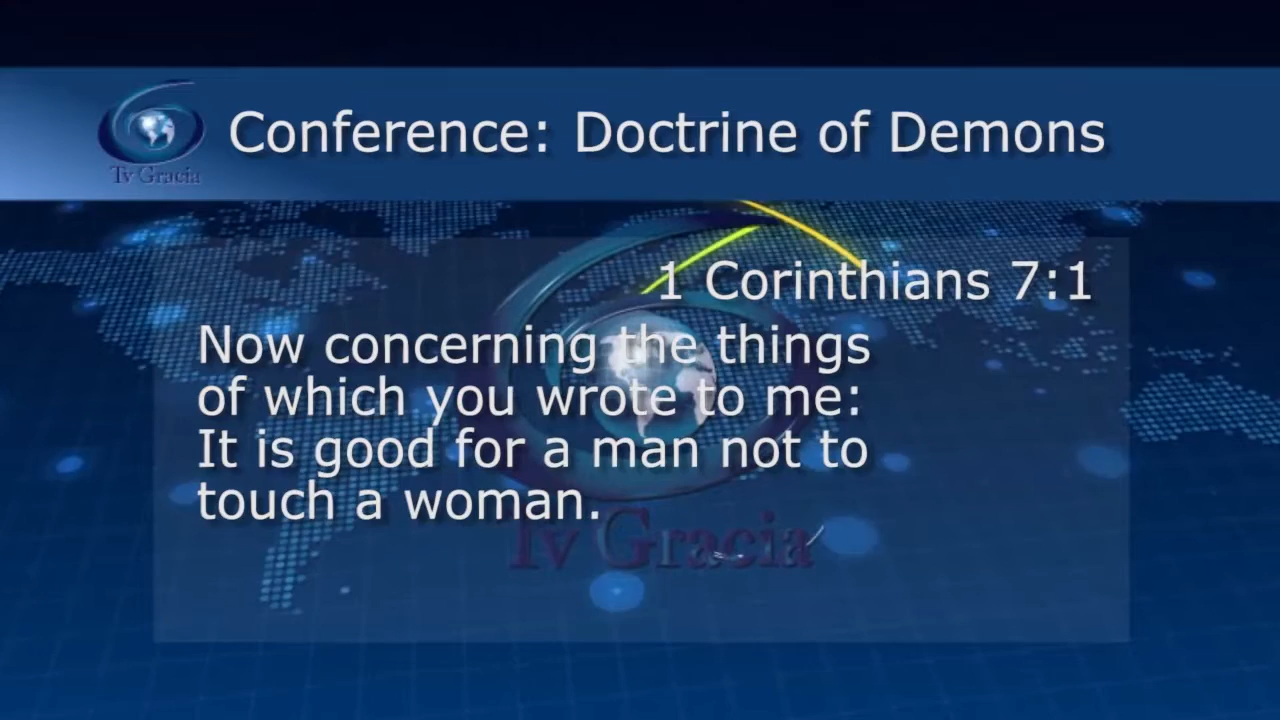 Conference: Doctrine of Demons
Tv Gracia
1 Corinthians 7:1
Now concerning the things
of which you wrote to me:
It is good for a man not to
touch a woman.
Tv Gracia